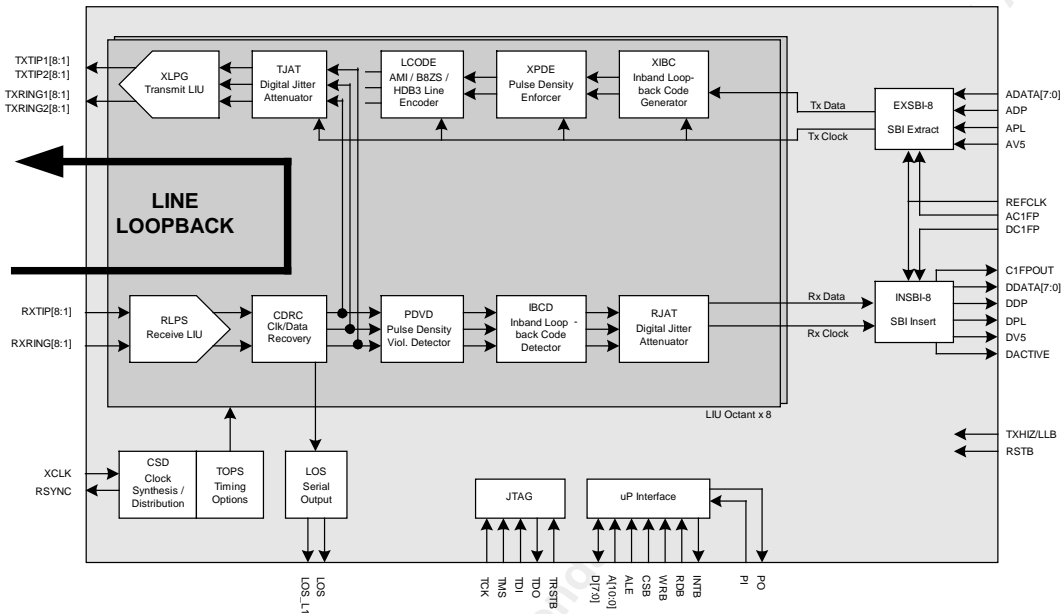 TXTIP1[8:1]
TXTIP2[8:1]
TXRING1[8:1]
TXRING2[8:1]
XLPG
Transmit LIU
TJAT
Digital Jitter
Attenuator
LCODE
AMI / B8ZS /
HDB3 Line
Encoder
XPDE
Pulse Density
Enforcer
XIBC
Inband Loop-
back Code
Generator
Tx Data
Tx Clock
EXSBI-8
SBI Extract
ADATA[7:0]
ADP
APL
AV5
REFCLK
AC1FP
DC1FP
LINE
LOOPBACK
RXTIP[8:1]
RXRING[8:1]
RLPS
Receive LIU
CDRC
Clk/Data
Recovery
PDVD
Pulse Density
Viol. Detector
IBCD
Inband Loop -
back Code
Detector
RJAT
Digital Jitter
Attenuator
Rx Data
Rx Clock
INSBI-8
SBI Insert
C1FPOUT
DDATA[7:0]
DDP
DPL
DV5
DACTIVE
LIU Octant x 8
TXHIZ/LLB
RSTB
XCLK
RSYNC
CSD
Clock
Synthesis /
Distribution
TOPS
Timing
Options
LOS
Serial
Output
LOS_L1
LOS
JTAG
TCK
TMS
TDI
TDO
TRSTB
uP Interface
D[7:0]
A[10:0]
ALE
CSB
WRB
RDB
INTB
PI
PO